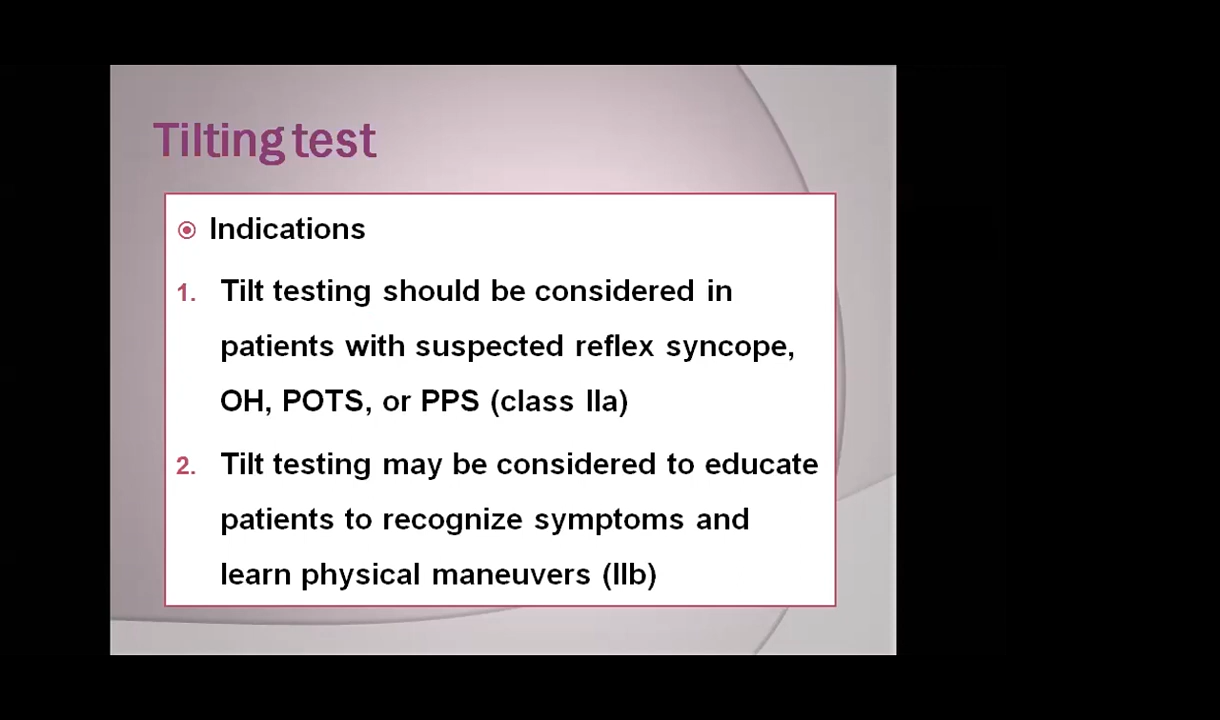 Tilting test
Indications
1. Tilt testing should be considered in
patients with suspected reflex syncope,
OH, POTS, or PPS (class IIa)
2. Tilt testing may be considered to educate
patients to recognize symptoms and
learn physical maneuvers (IIb)